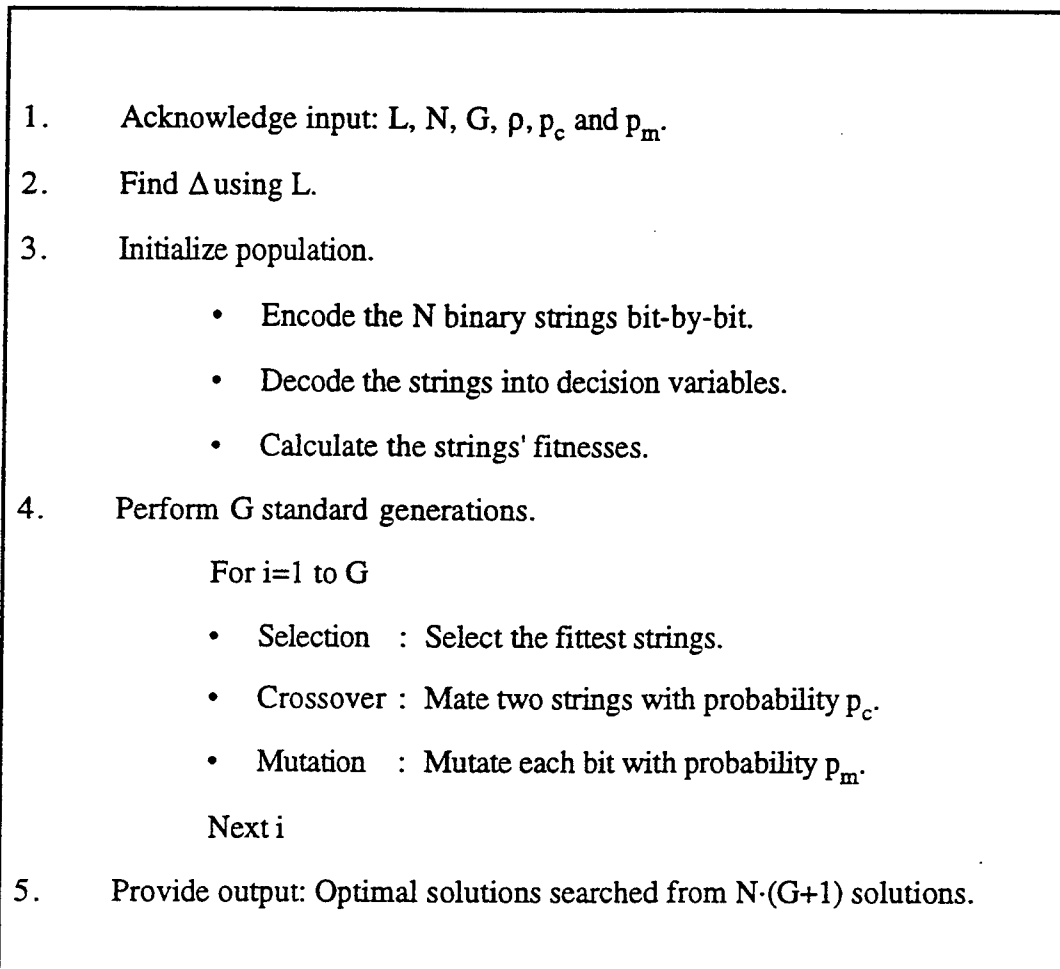 1. Acknowledge input: L, N, G, ρ, p_c and p_m.
2. Find Δ using L.
3. Initialize population.
• Encode the N binary strings bit-by-bit.
• Decode the strings into decision variables.
• Calculate the strings' fitnesses.
4. Perform G standard generations.
For i=1 to G
• Selection : Select the fittest strings.
• Crossover : Mate two strings with probability p_c.
• Mutation : Mutate each bit with probability p_m.
Next i
5. Provide output: Optimal solutions searched from N·(G+1) solutions.